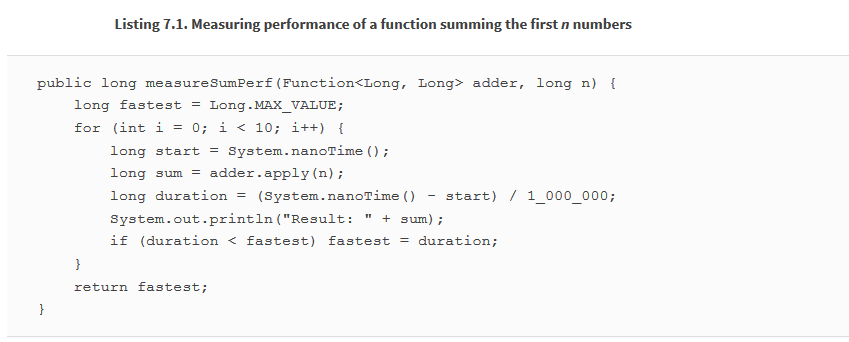 Listing 7.1. Measuring performance of a function summing the first n numbers
public long measureSumPerf(Function<Long, Long> adder, long n) {
    long fastest = Long.MAX_VALUE;
    for (int i = 0; i < 10; i++) {
        long start = System.nanoTime();
        long sum = adder.apply(n);
        long duration = (System.nanoTime() - start) / 1_000_000;
        System.out.println("Result: " + sum);
        if (duration < fastest) fastest = duration;
    }
    return fastest;
}